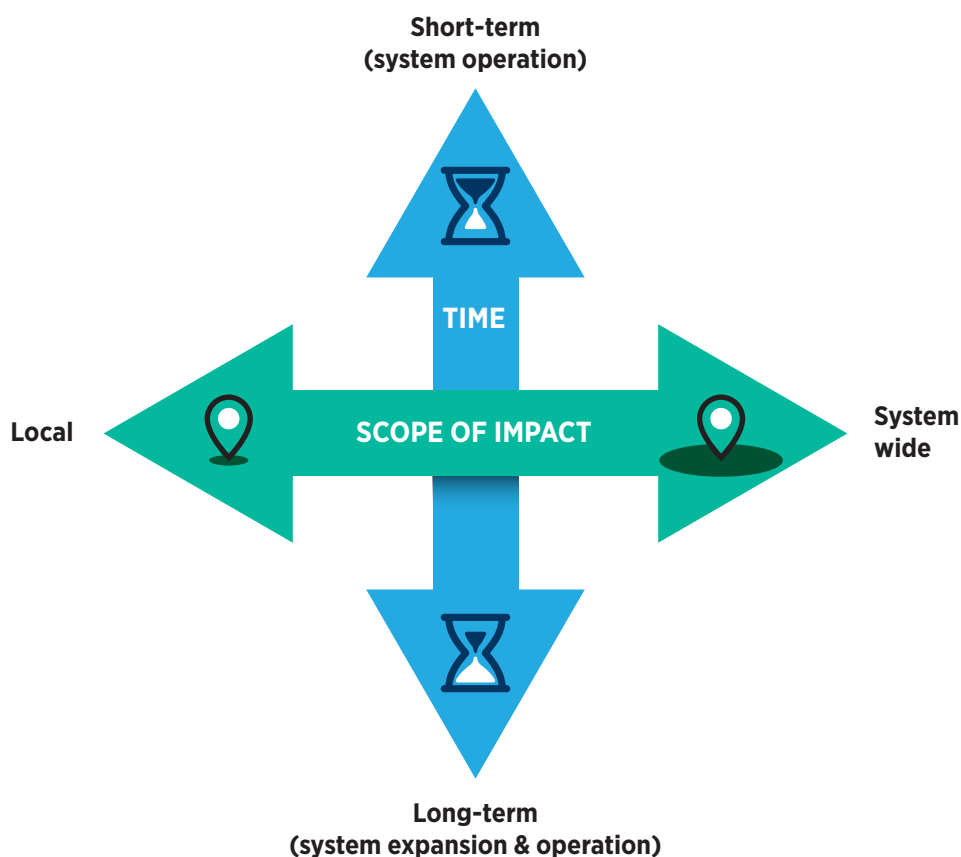 Short-term
(system operation)
TIME
Local
SCOPE OF IMPACT
System
wide
Long-term
(system expansion & operation)